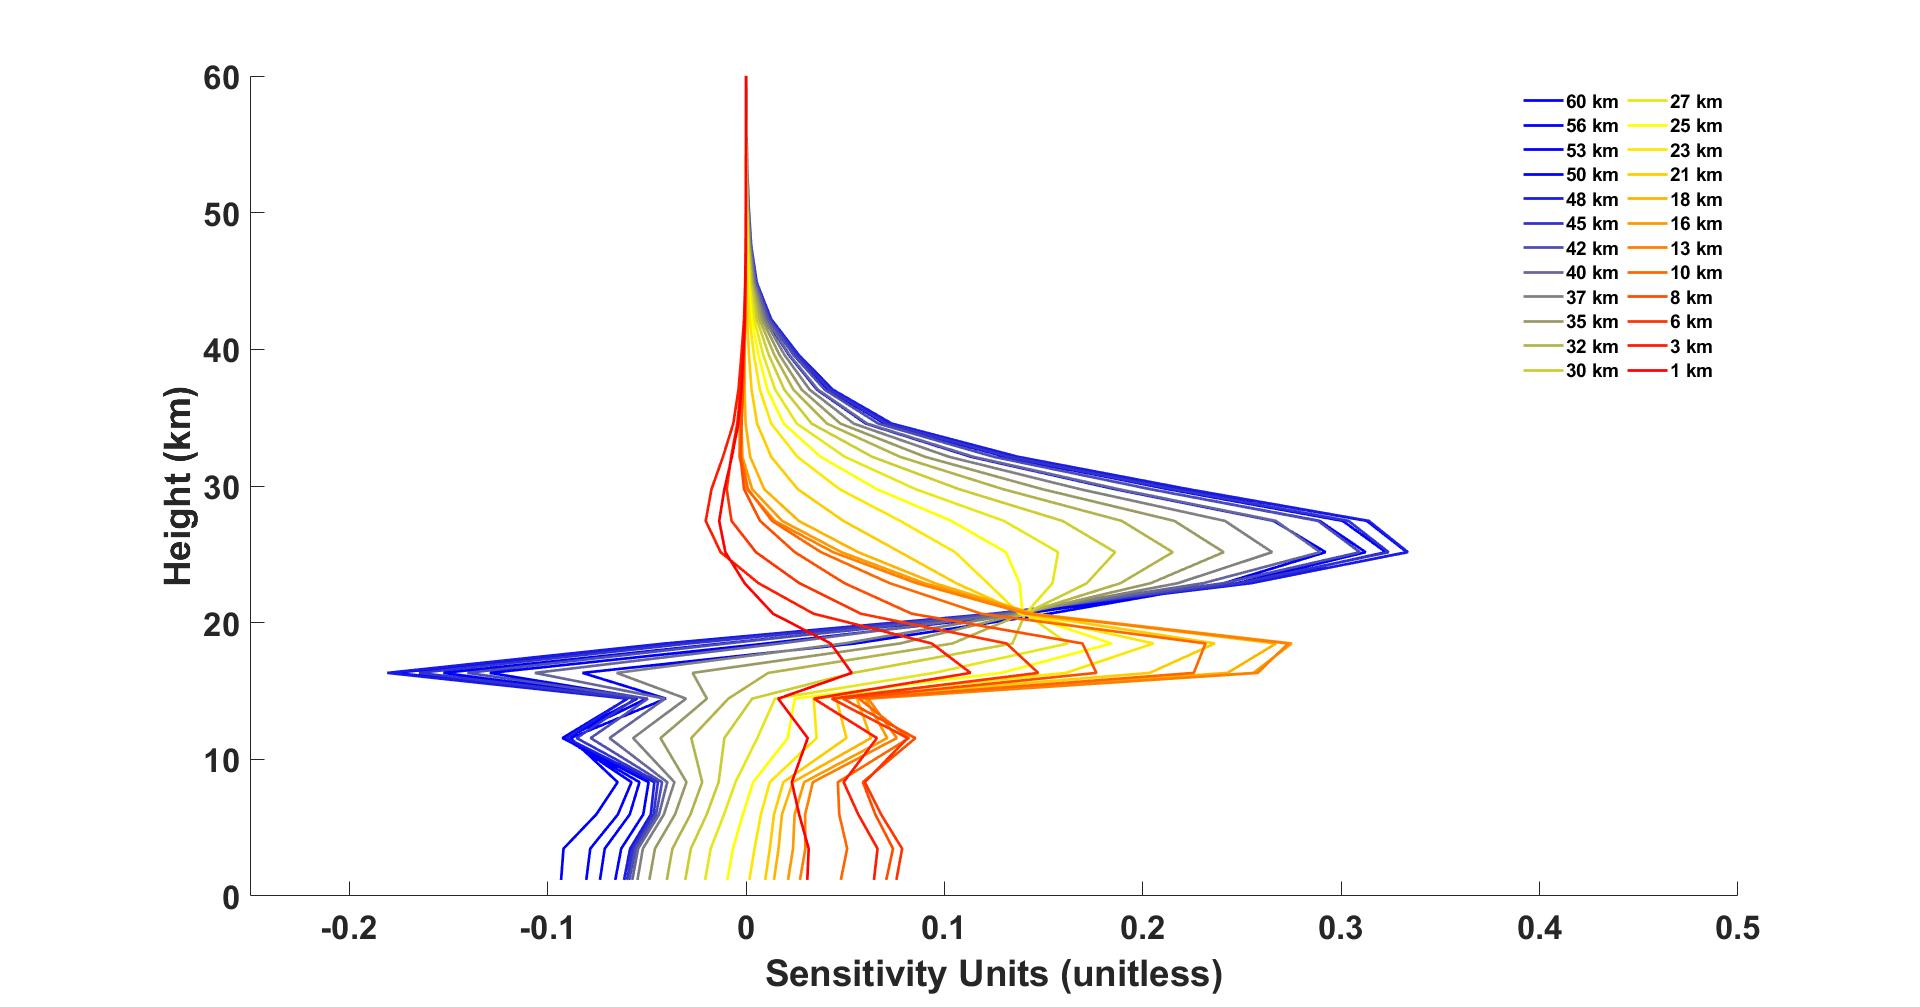 60
50
40
30
20
10
0
Height (km)
-0.2 -0.1 0 0.1 0.2 0.3 0.4 0.5
Sensitivity Units (unitless)
60 km 27 km
56 km 25 km
53 km 23 km
50 km 21 km
48 km 18 km
45 km 16 km
42 km 13 km
40 km 10 km
37 km 8 km
35 km 6 km
32 km 3 km
30 km 1 km